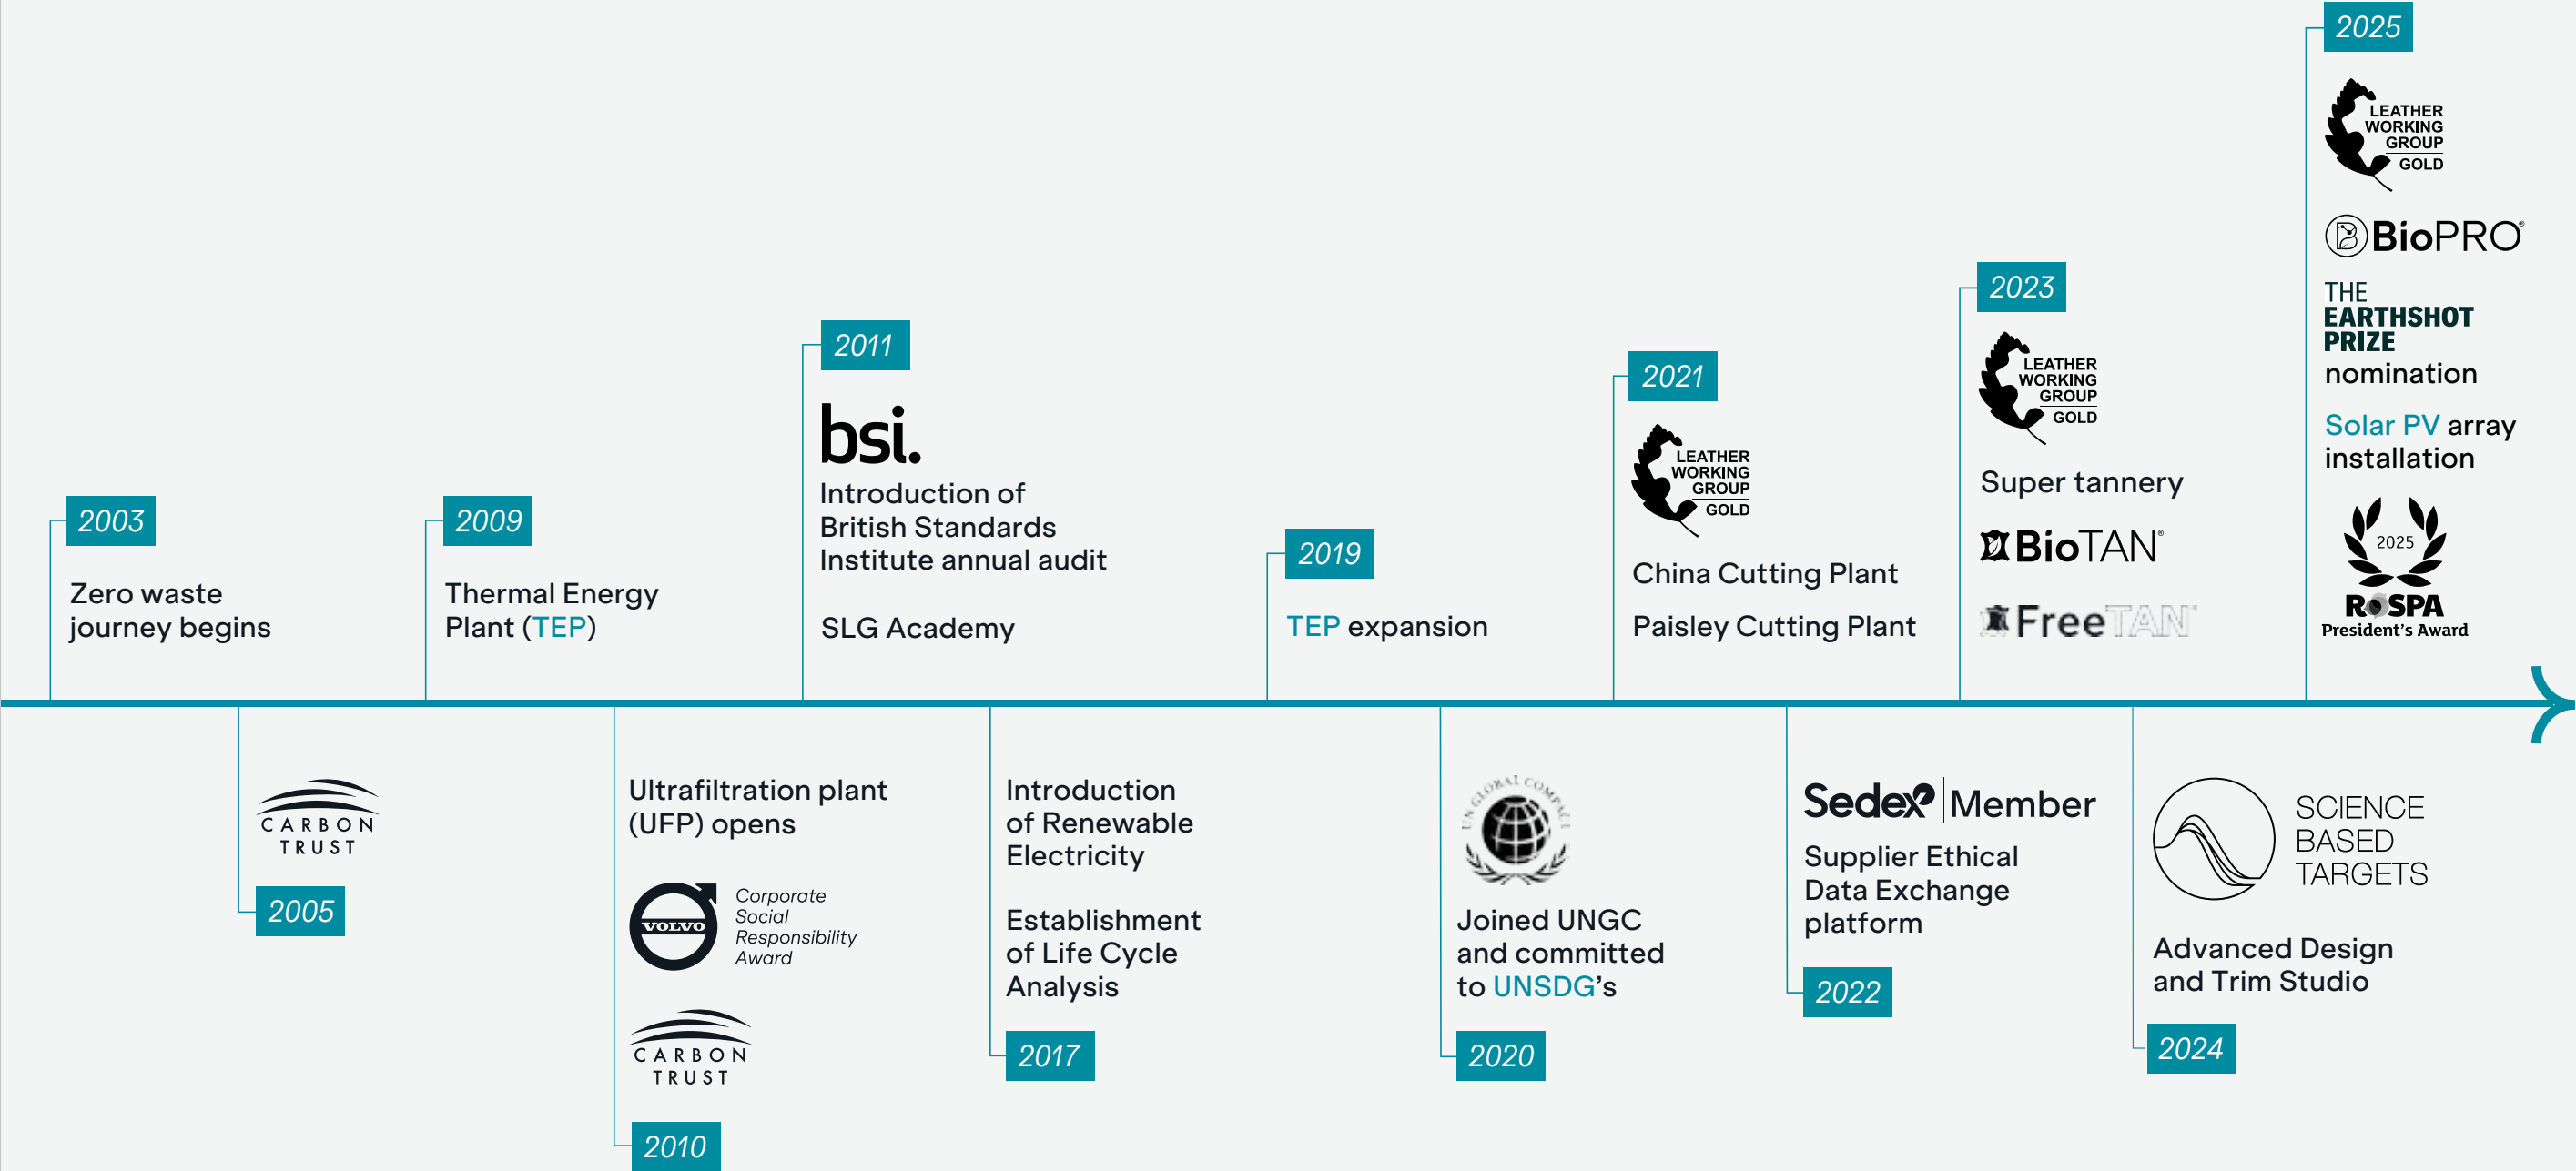 2003
Zero waste
journey begins
CARBON
TRUST
2005
2009
Thermal Energy
Plant (TEP)
Ultrafiltration plant
(UFP) opens
VOLVO
Corporate
Social
Responsibility
Award
CARBON
TRUST
2010
2011
bsi.
Introduction of
British Standards
Institute annual audit
SLG Academy
Introduction
of Renewable
Electricity
Establishment
of Life Cycle
Analysis
2017
2019
TEP expansion
UN GLOBAL COMPACT
Joined UNGC
and committed
to UNSDG's
2020
2021
LEATHER
WORKING
GROUP
GOLD
China Cutting Plant
Paisley Cutting Plant
Sedex Member
Supplier Ethical
Data Exchange
platform
2022
2023
LEATHER
WORKING
GROUP
GOLD
Super tannery
BioTAN®
FreeTAN®
SCIENCE
BASED
TARGETS
Advanced Design
and Trim Studio
2024
2025
LEATHER
WORKING
GROUP
GOLD
BioPRO®
THE
EARTHSHOT
PRIZE
nomination
Solar PV array
installation
2025
RoSPA
President's Award